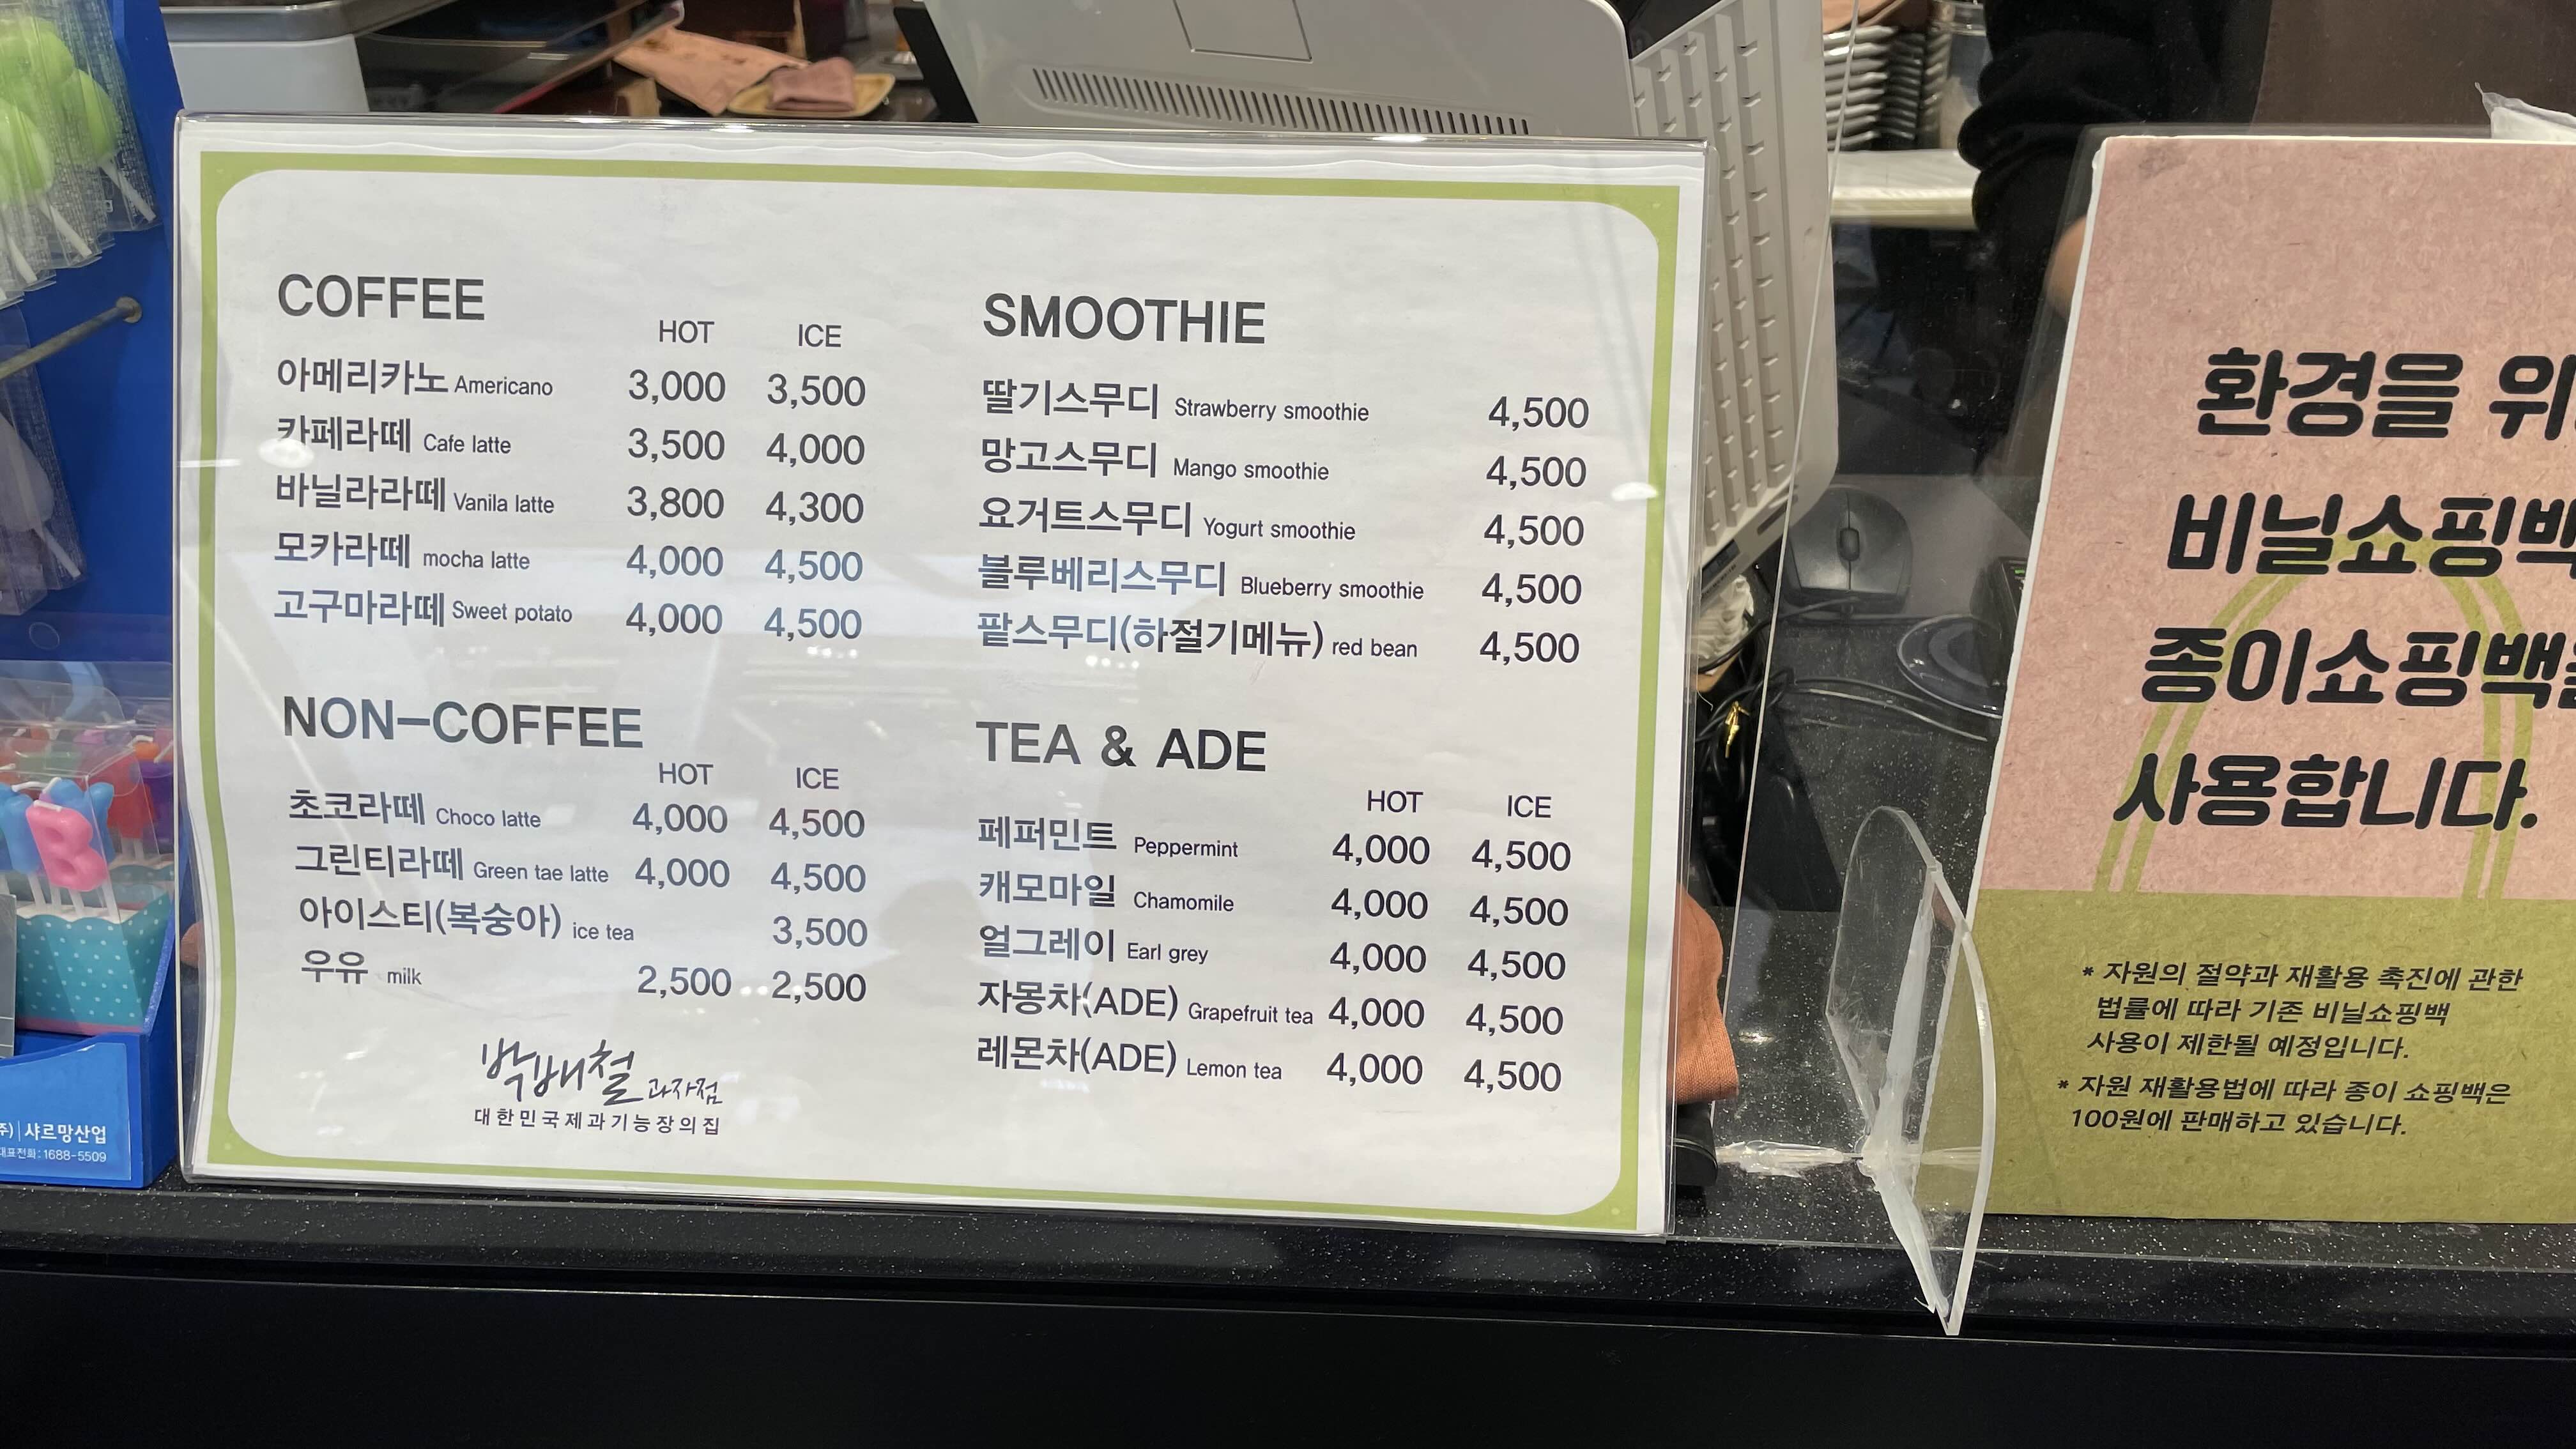 COFFEE
HOT ICE
아메리카노 Americano 3,000 3,500
카페라떼 Cafe latte 3,500 4,000
바닐라라떼 Vanila latte 3,800 4,300
모카라떼 mocha latte 4,000 4,500
고구마라떼 Sweet potato 4,000 4,500
NON-COFFEE
HOT ICE
초코라떼 Choco latte 4,000 4,500
그린티라떼 Green tae latte 4,000 4,500
아이스티(복숭아) ice tea 3,500
우유 milk 2,500 2,500
박배철 과자점
대한민국제과기능장의집
SMOOTHIE
딸기스무디 Strawberry smoothie 4,500
망고스무디 Mango smoothie 4,500
요거트스무디 Yogurt smoothie 4,500
블루베리스무디 Blueberry smoothie 4,500
팥스무디(하절기메뉴) red bean 4,500
TEA & ADE
HOT ICE
페퍼민트 Peppermint 4,000 4,500
캐모마일 Chamomile 4,000 4,500
얼그레이 Earl grey 4,000 4,500
자몽차(ADE) Grapefruit tea 4,000 4,500
레몬차(ADE) Lemon tea 4,000 4,500
환경을 위
비닐쇼핑백
종이쇼핑백
사용합니다.
* 자원의 절약과 재활용 촉진에 관한
법률에 따라 기존 비닐쇼핑백
사용이 제한될 예정입니다.
* 자원 재활용법에 따라 종이 쇼핑백은
100원에 판매하고 있습니다.
B
주) 샤르망산업
대표전화:1688-5509